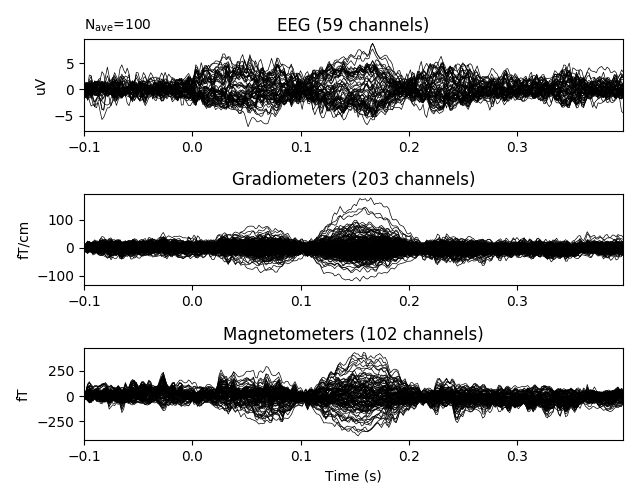 N_ave=100
EEG (59 channels)
5
0
−5
uV
−0.1 0.0 0.1 0.2 0.3
Gradiometers (203 channels)
100
0
−100
fT/cm
−0.1 0.0 0.1 0.2 0.3
Magnetometers (102 channels)
250
0
−250
fT
−0.1 0.0 0.1 0.2 0.3
Time (s)